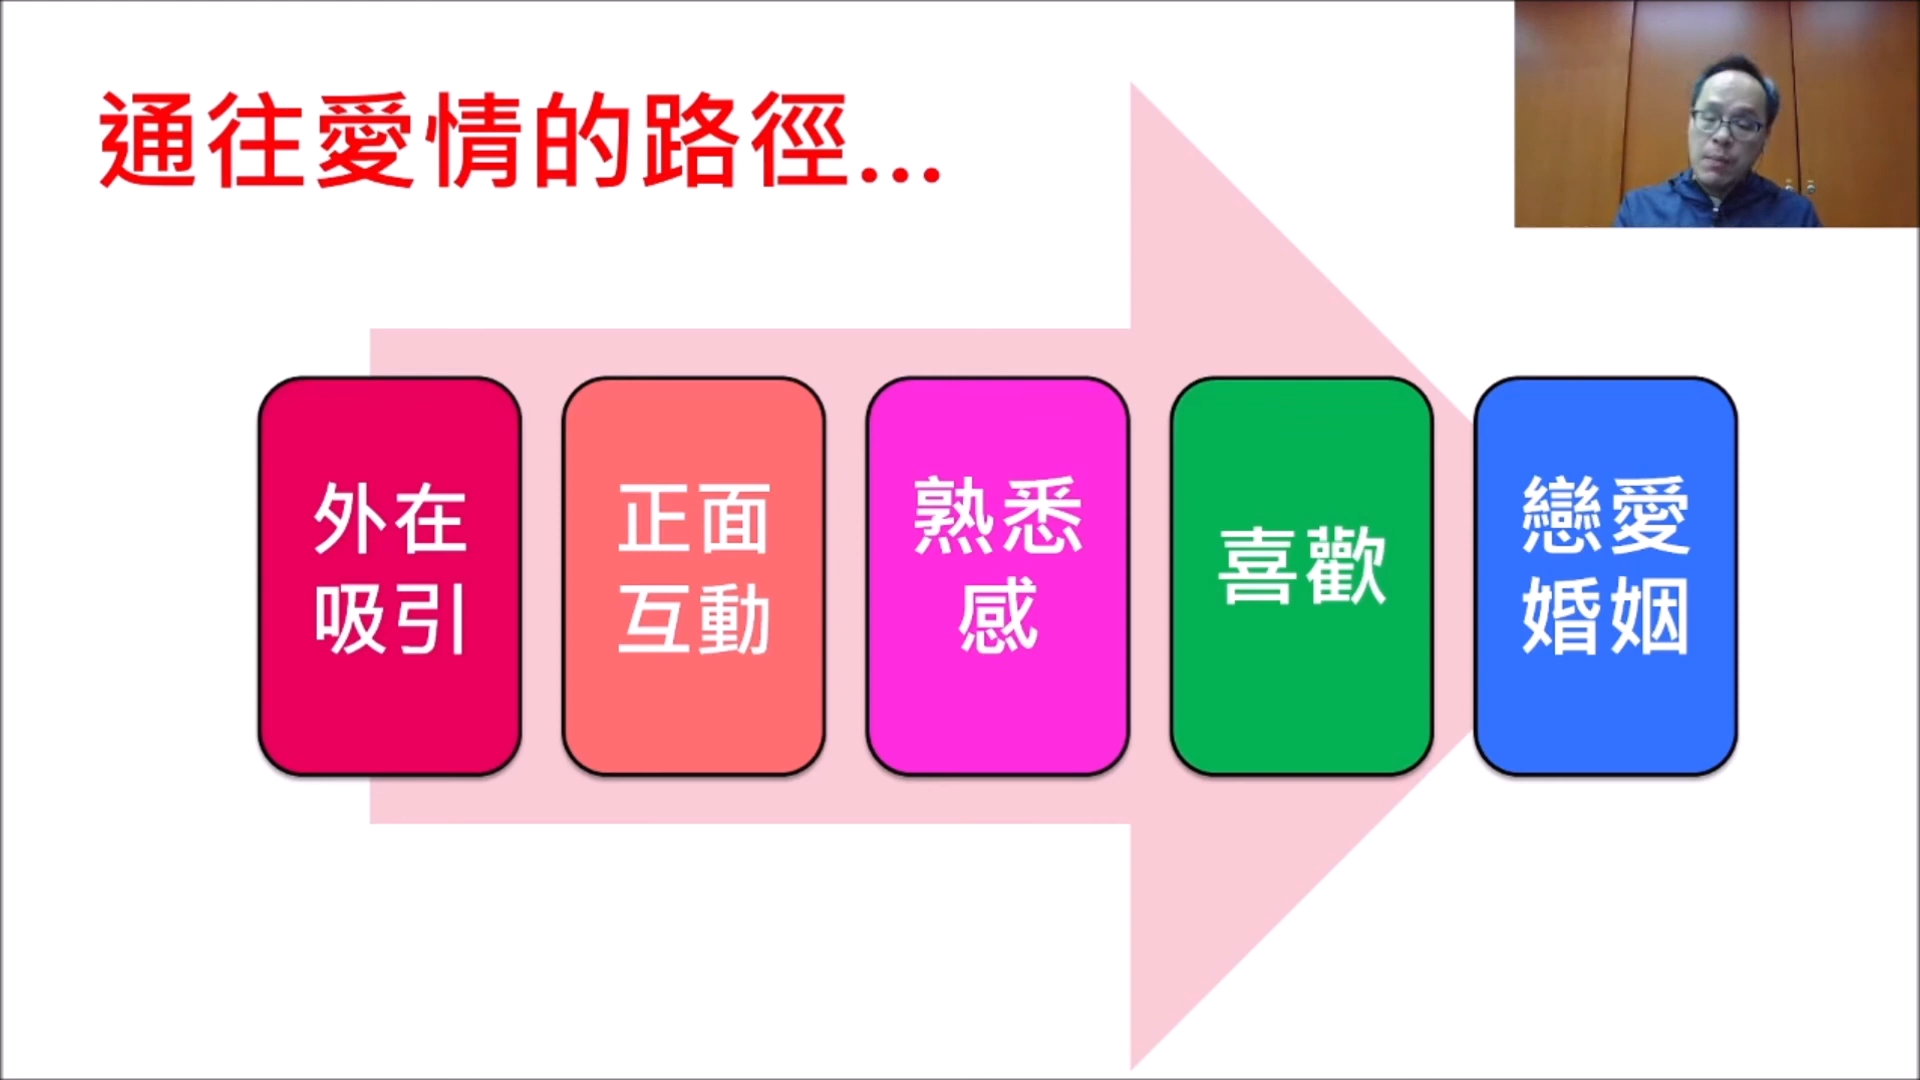 通往愛情的路徑...
外在
吸引
正面
互動
熟悉
感
喜歡
戀愛
婚姻